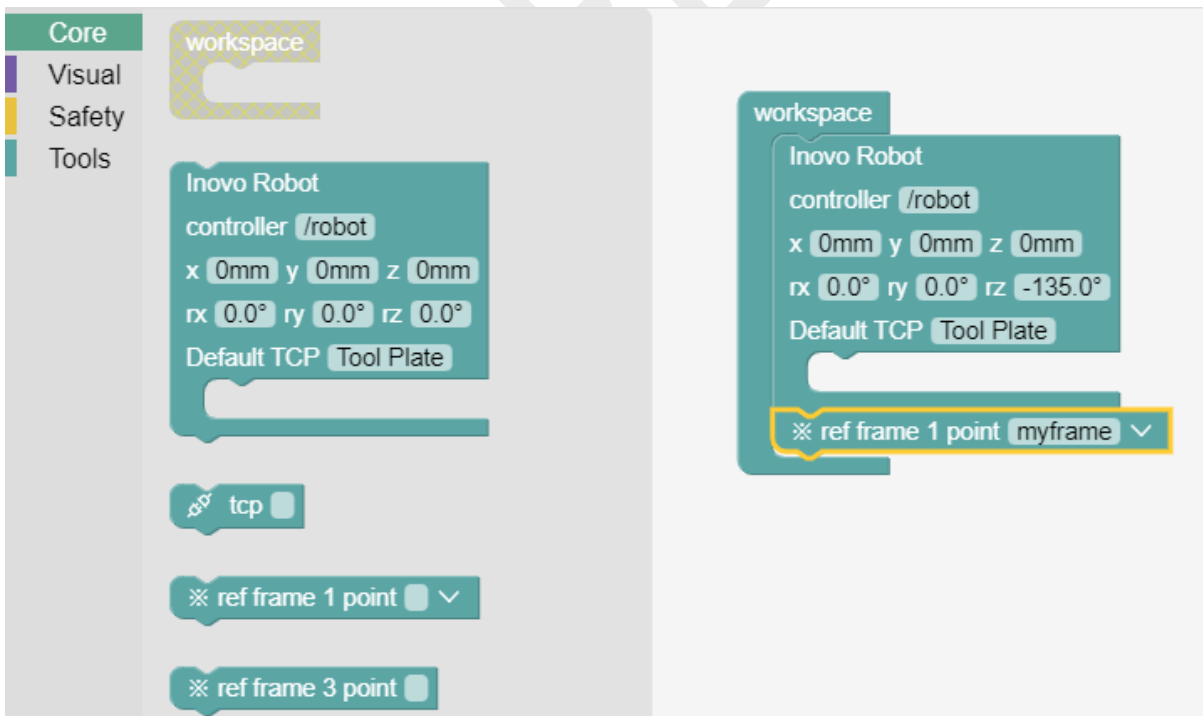 Core
Visual
Safety
Tools
workspace
Inovo Robot
controller /robot
x 0mm y 0mm z 0mm
rx 0.0° ry 0.0° rz 0.0°
Default TCP Tool Plate
tcp
※ ref frame 1 point
※ ref frame 3 point
workspace
Inovo Robot
controller /robot
x 0mm y 0mm z 0mm
rx 0.0° ry 0.0° rz -135.0°
Default TCP Tool Plate
※ ref frame 1 point myframe